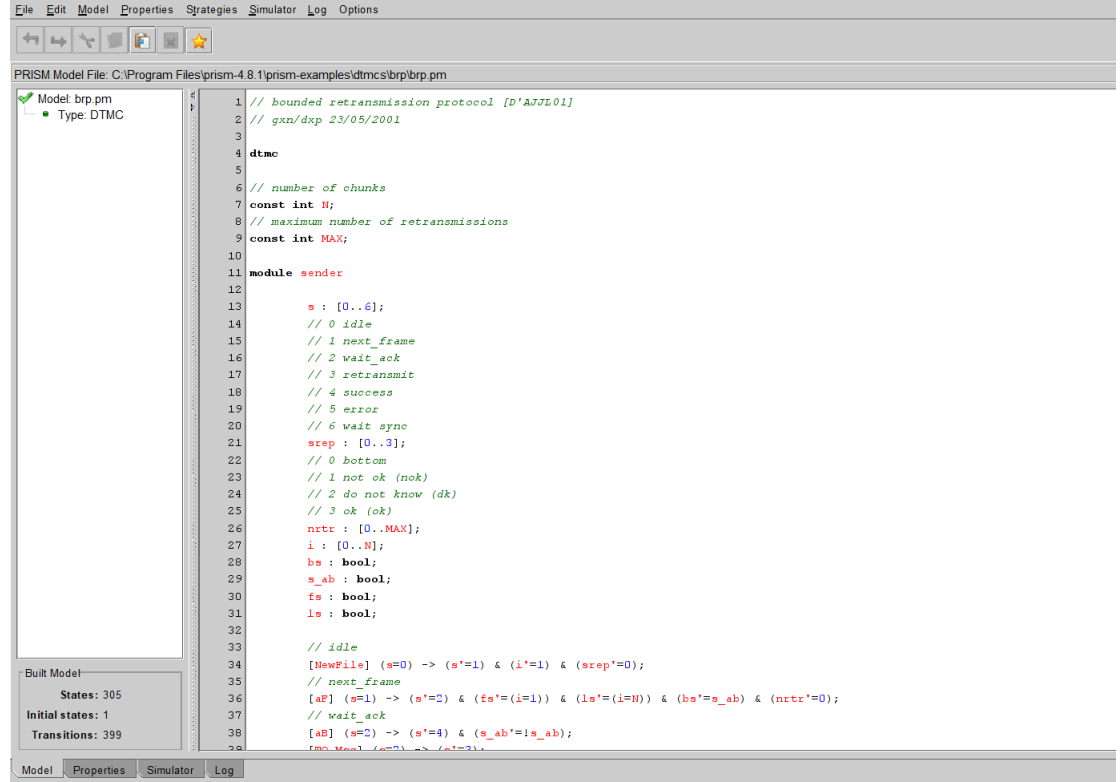 File Edit Model Properties Strategies Simulator Log Options
PRISM Model File: C:\Program Files\prism-4.8.1\prism-examples\dtmcs\brp\brp.pm
Model: brp.pm
Type: DTMC
1 // bounded retransmission protocol [D'AJJL01]
2 // gxn/dxp 23/05/2001
3
4 dtmc
5
6 // number of chunks
7 const int N;
8 // maximum number of retransmissions
9 const int MAX;
10
11 module sender
12
13 s : [0..6];
14 // 0 idle
15 // 1 next_frame
16 // 2 wait_ack
17 // 3 retransmit
18 // 4 success
19 // 5 error
20 // 6 wait sync
21 srep : [0..3];
22 // 0 bottom
23 // 1 not ok (nok)
24 // 2 do not know (dk)
25 // 3 ok (ok)
26 nrtr : [0..MAX];
27 i : [0..N];
28 bs : bool;
29 s_ab : bool;
30 fs : bool;
31 ls : bool;
32
33 // idle
34 [NewFile] (s=0) -> (s'=1) & (i'=1) & (srep'=0);
35 // next_frame
36 [aF] (s=1) -> (s'=2) & (fs'=(i=1)) & (ls'=(i=N)) & (bs'=s_ab) & (nrtr'=0);
37 // wait_ack
38 [aB] (s=2) -> (s'=4) & (s_ab'=!s_ab);
39 [TO_Msg] (s=2) -> (s'=3);
Built Model
States: 305
Initial states: 1
Transitions: 399
Model Properties Simulator Log